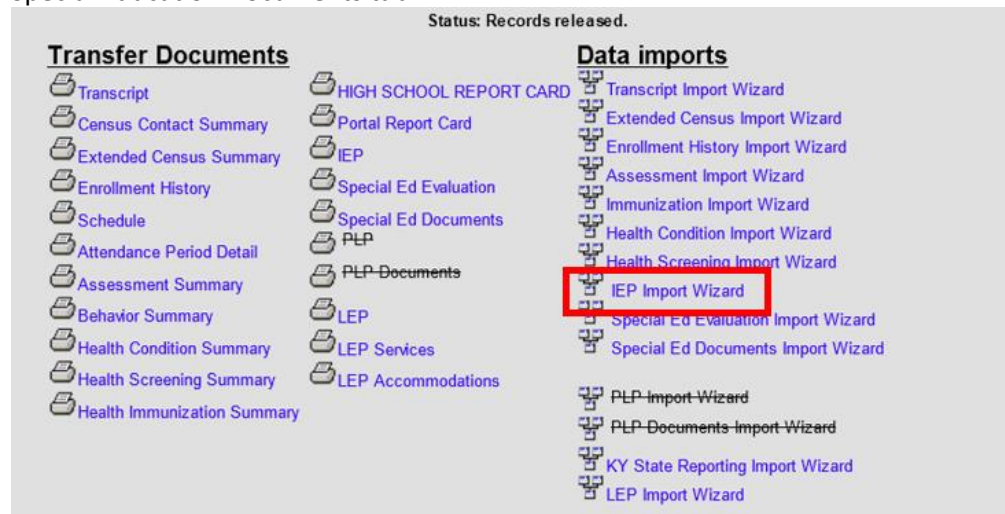 Status: Records released.
Transfer Documents
Transcript
Census Contact Summary
Extended Census Summary
Enrollment History
Schedule
Attendance Period Detail
Assessment Summary
Behavior Summary
Health Condition Summary
Health Screening Summary
Health Immunization Summary
HIGH SCHOOL REPORT CARD
Portal Report Card
IEP
Special Ed Evaluation
Special Ed Documents
PLP
PLP Documents
LEP
LEP Services
LEP Accommodations
Data imports
Transcript Import Wizard
Extended Census Import Wizard
Enrollment History Import Wizard
Assessment Import Wizard
Immunization Import Wizard
Health Condition Import Wizard
Health Screening Import Wizard
IEP Import Wizard
Special Ed Evaluation Import Wizard
Special Ed Documents Import Wizard
PLP Import Wizard
PLP Documents Import Wizard
KY State Reporting Import Wizard
LEP Import Wizard